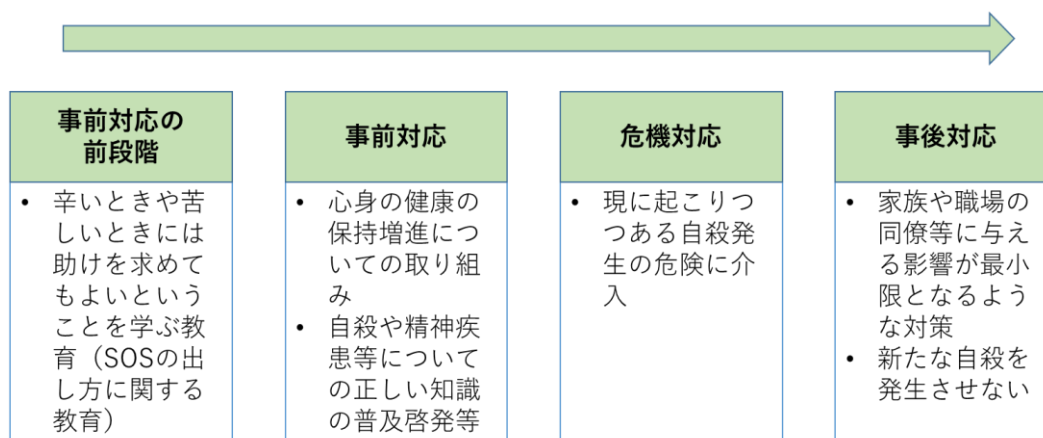 事前対応の
前段階
• 辛いときや苦
しいときには
助けを求めて
もよいという
ことを学ぶ教
育（SOSの出
し方に関する
教育）
事前対応
• 心身の健康の
保持増進につ
いての取り組
み
• 自殺や精神疾
患等について
の正しい知識
の普及啓発等
危機対応
• 現に起こりつ
つある自殺発
生の危険に介
入
事後対応
• 家族や職場の
同僚等に与え
る影響が最小
限となるよう
な対策
• 新たな自殺を
発生させない